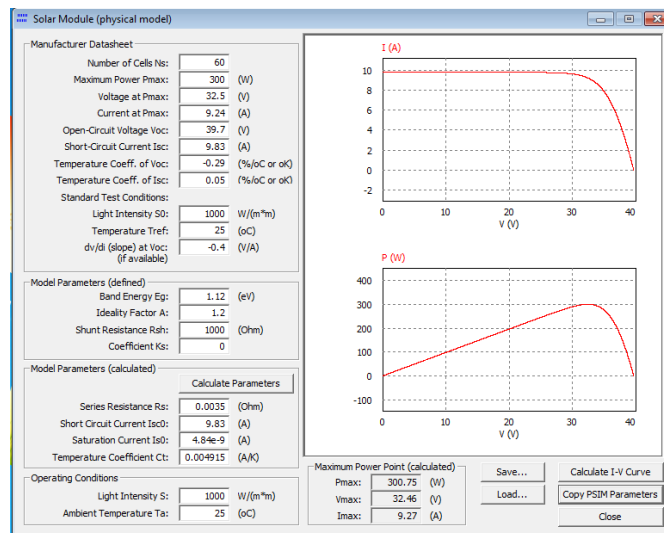 Solar Module (physical model)
Manufacturer Datasheet
Number of Cells Ns: 60
Maximum Power Pmax: 300 (W)
Voltage at Pmax: 32.5 (V)
Current at Pmax: 9.24 (A)
Open-Circuit Voltage Voc: 39.7 (V)
Short-Circuit Current Isc: 9.83 (A)
Temperature Coeff. of Voc: -0.29 (%/oC or oK)
Temperature Coeff. of Isc: 0.05 (%/oC or oK)
Standard Test Conditions:
Light Intensity S0: 1000 W/(m*m)
Temperature Tref: 25 (oC)
dv/di (slope) at Voc: -0.4 (V/A)
(if available)
Model Parameters (defined)
Band Energy Eg: 1.12 (eV)
Ideality Factor A: 1.2
Shunt Resistance Rsh: 1000 (Ohm)
Coefficient Ks: 0
Model Parameters (calculated)
Calculate Parameters
Series Resistance Rs: 0.0035 (Ohm)
Short Circuit Current Isc0: 9.83 (A)
Saturation Current Is0: 4.84e-9 (A)
Temperature Coefficient Ct: 0.004915 (A/K)
Operating Conditions
Light Intensity S: 1000 W/(m*m)
Ambient Temperature Ta: 25 (oC)
I (A)
10
8
6
4
2
0
-2
0 10 20 30 40
V (V)
P (W)
400
300
200
100
0
-100
0 10 20 30 40
V (V)
Maximum Power Point (calculated)
Pmax: 300.75 (W)
Vmax: 32.46 (V)
Imax: 9.27 (A)
Save...
Load...
Calculate I-V Curve
Copy PSIM Parameters
Close